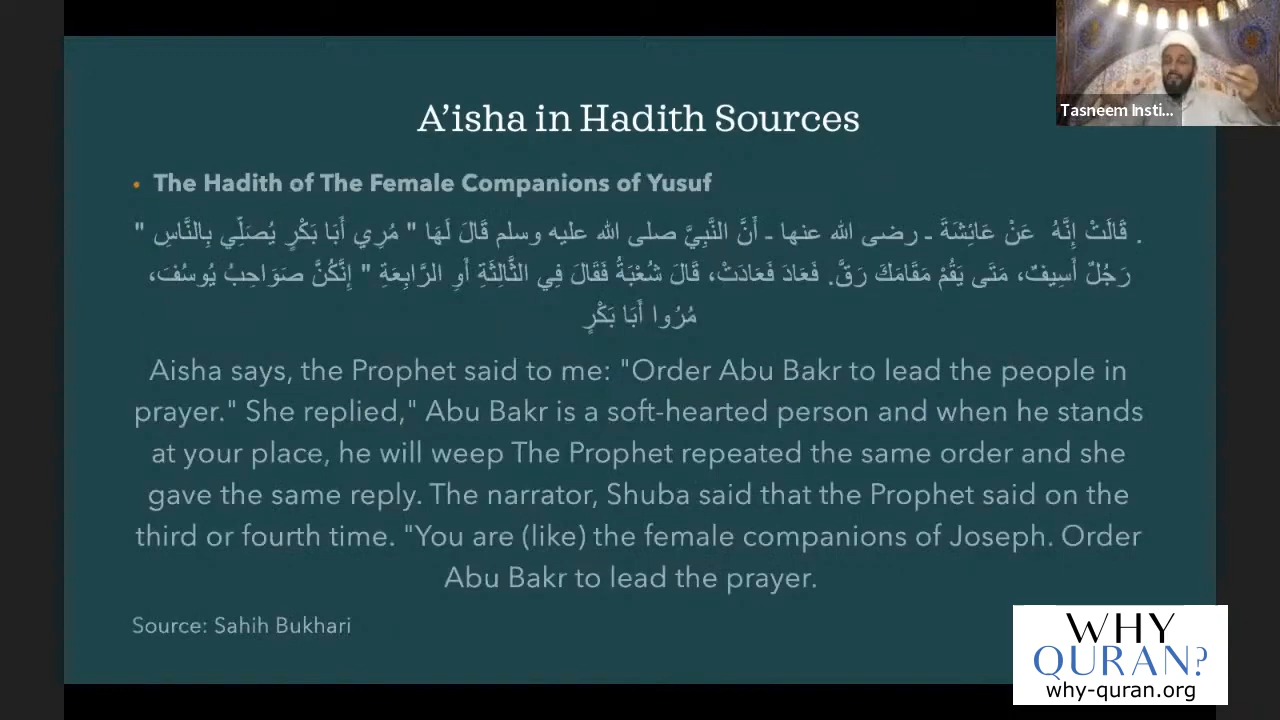 A'isha in Hadith Sources
Tasneem Insti...
• The Hadith of The Female Companions of Yusuf
عَنْ عَائِشَةَ ـ رضى الله عنها ـ أَنَّ النَّبِيَّ صلى الله عليه وسلم قَالَ لَهَا " مُرِي أَبَا بَكْرٍ يُصَلِّي بِالنَّاسِ " . قَالَتْ إِنَّهُ
رَجُلٌ أَسِيفٌ، مَتَى يَقُمْ مَقَامَكَ رَقَّ. فَعَادَ فَعَادَتْ، قَالَ شُعْبَةُ فَقَالَ فِي الثَّالِثَةِ أَوِ الرَّابِعَةِ " إِنَّكُنَّ صَوَاحِبُ يُوسُفَ،
مُرُوا أَبَا بَكْرٍ
Aisha says, the Prophet said to me: "Order Abu Bakr to lead the people in
prayer." She replied," Abu Bakr is a soft-hearted person and when he stands
at your place, he will weep The Prophet repeated the same order and she
gave the same reply. The narrator, Shuba said that the Prophet said on the
third or fourth time. "You are (like) the female companions of Joseph. Order
Abu Bakr to lead the prayer.
Source: Sahih Bukhari
WHY
QURAN?
why-quran.org